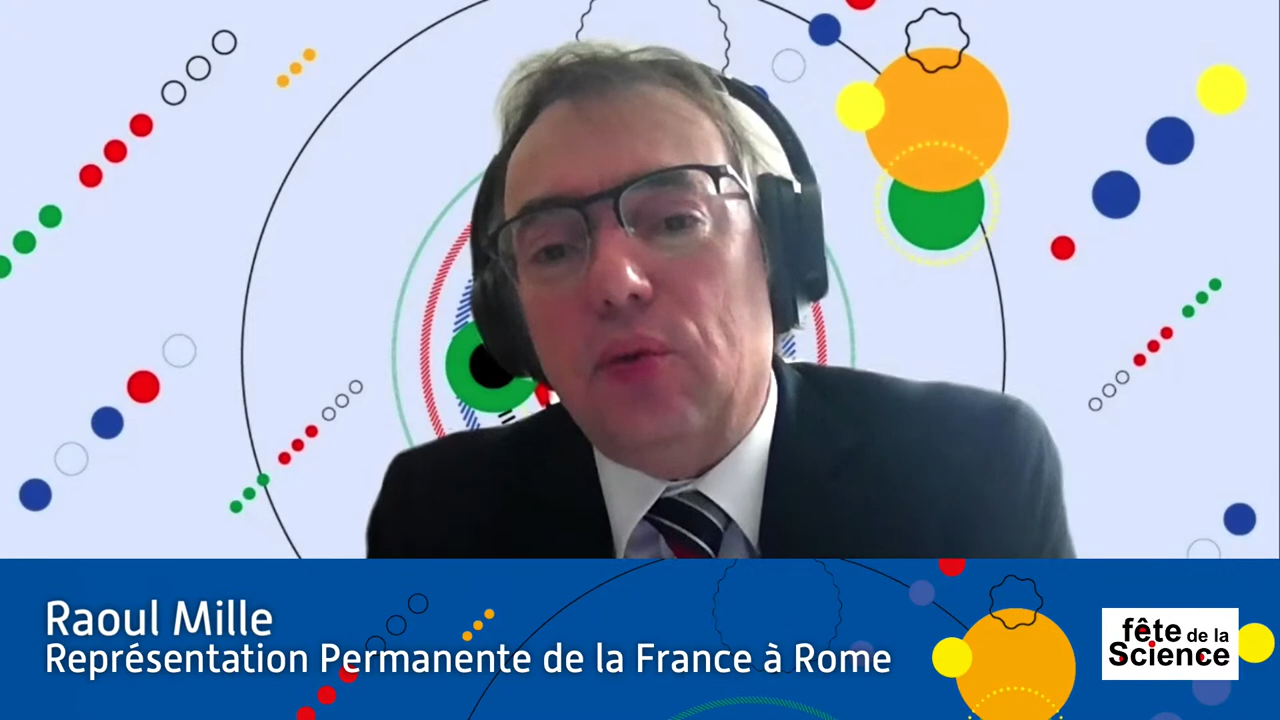 Raoul Mille
Représentation Permanente de la France à Rome
fête de la
Science